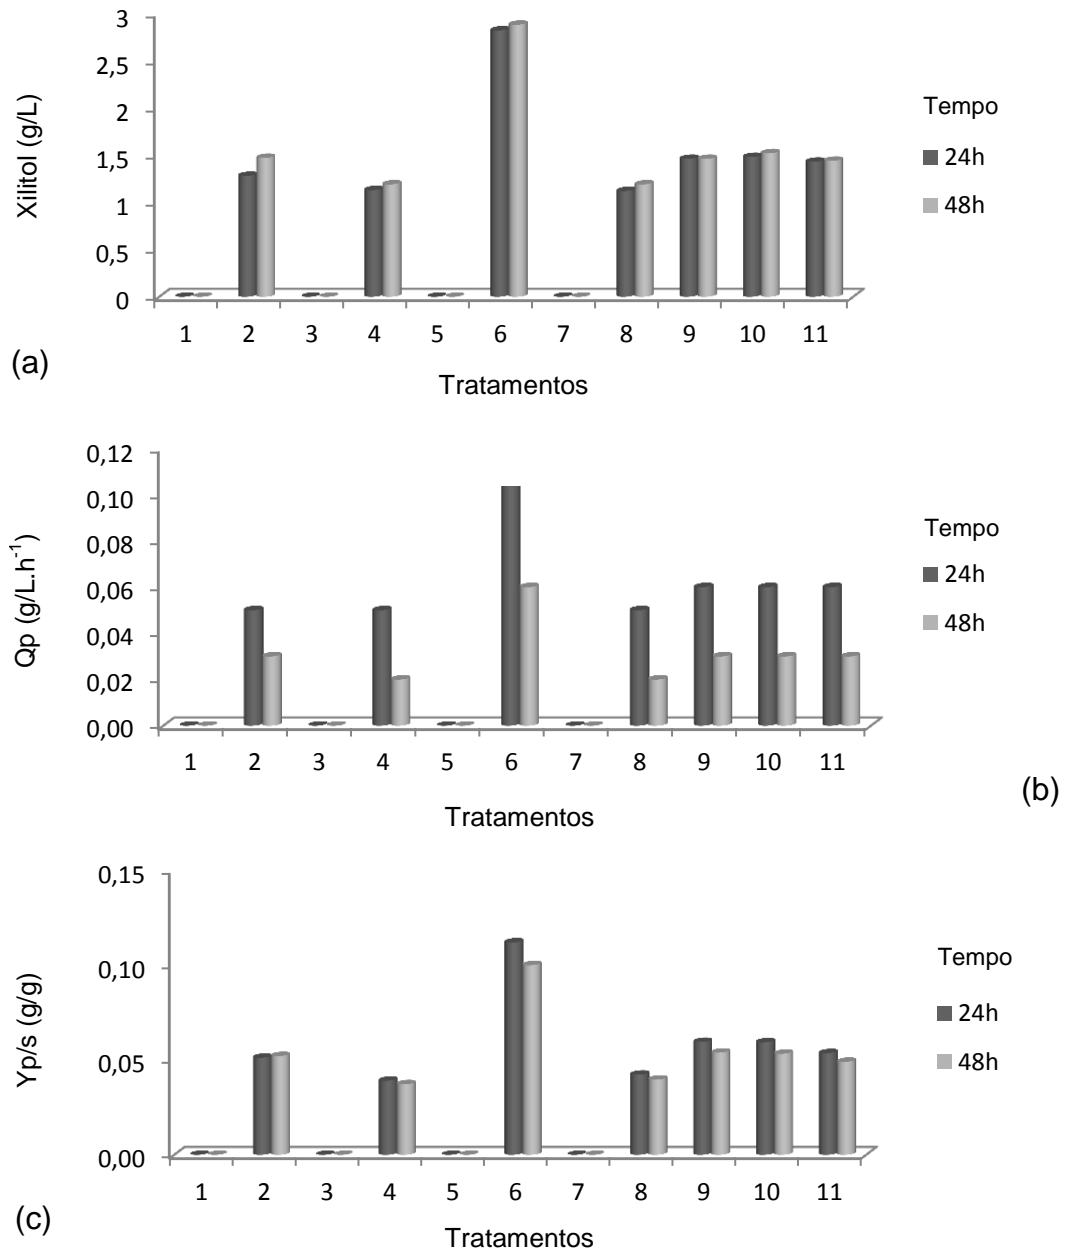 3
2,5
2
1,5
1
0,5
0
Xilitol (g/L)
1 2 3 4 5 6 7 8 9 10 11
Tratamentos
Tempo
24h
48h
(a)
0,12
0,10
0,08
0,06
0,04
0,02
0,00
Qp (g/L.h-1)
1 2 3 4 5 6 7 8 9 10 11
Tratamentos
Tempo
24h
48h
(b)
0,15
0,10
0,05
0,00
Yp/s (g/g)
1 2 3 4 5 6 7 8 9 10 11
Tratamentos
Tempo
24h
48h
(c)